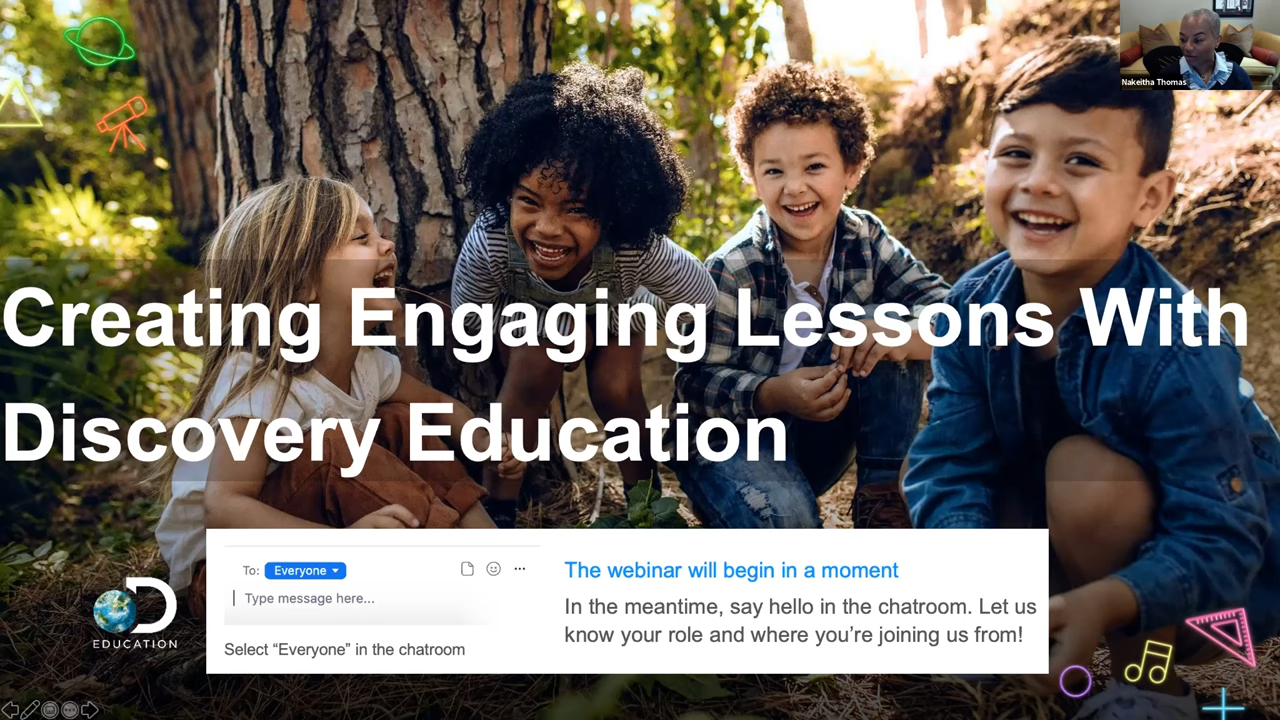 Nakeitha Thomas
Creating Engaging Lessons With
Discovery Education
To: Everyone
Type message here...
Select “Everyone” in the chatroom
The webinar will begin in a moment
In the meantime, say hello in the chatroom. Let us
know your role and where you’re joining us from!
D
EDUCATION